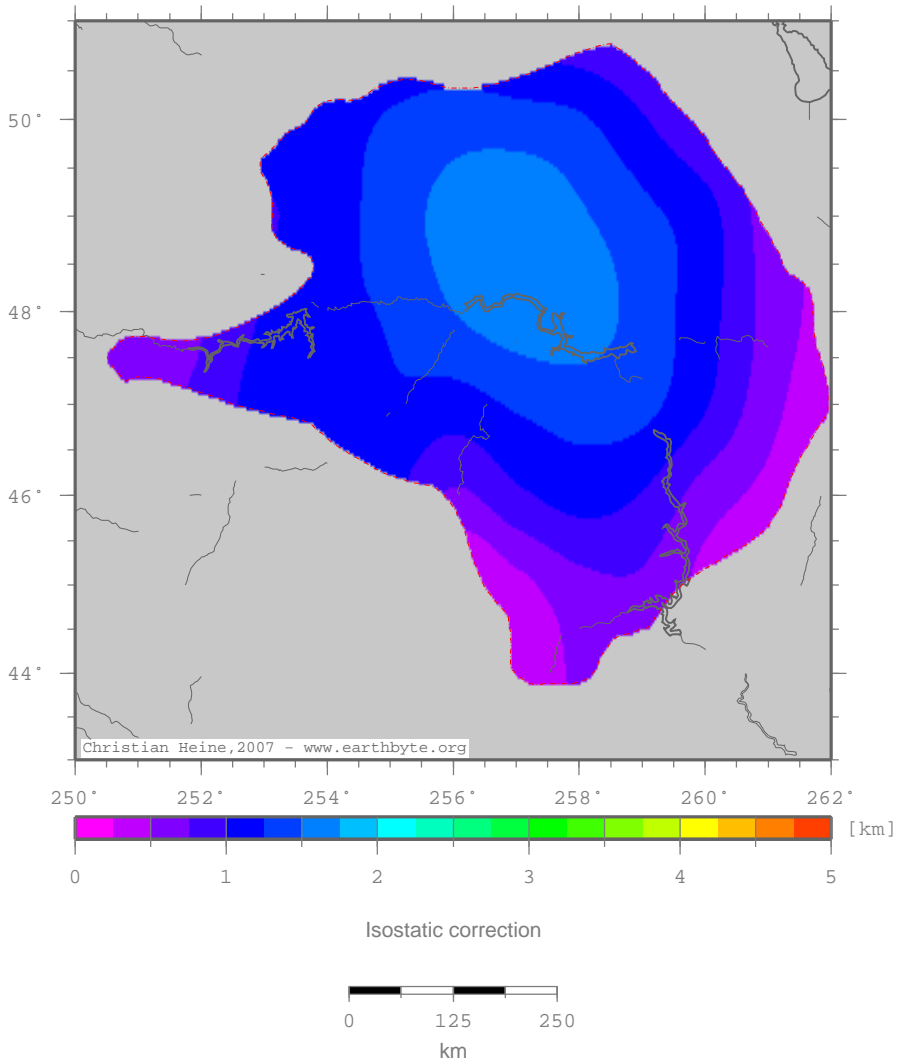 50°
48°
46°
44°
Christian Heine,2007 - www.earthbyte.org
250° 252° 254° 256° 258° 260° 262°
[km]
0 1 2 3 4 5
Isostatic correction
0 125 250
km